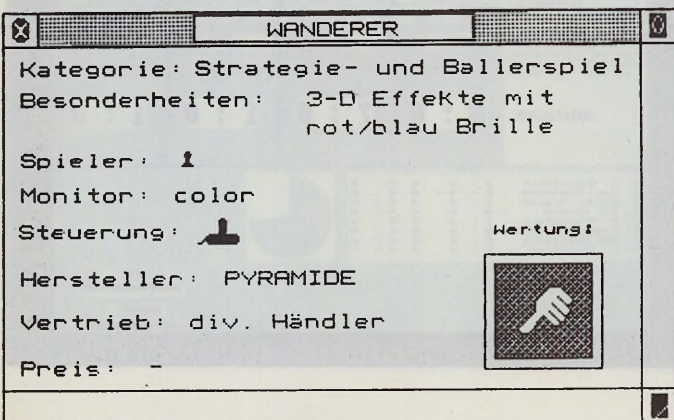 WANDERER
Kategorie: Strategie- und Ballerspiel
Besonderheiten: 3-D Effekte mit
rot/blau Brille
Spieler:
Monitor: color
Steuerung:
Wertung:
Hersteller: PYRAMIDE
Vertrieb: div. Händler
Preis: -